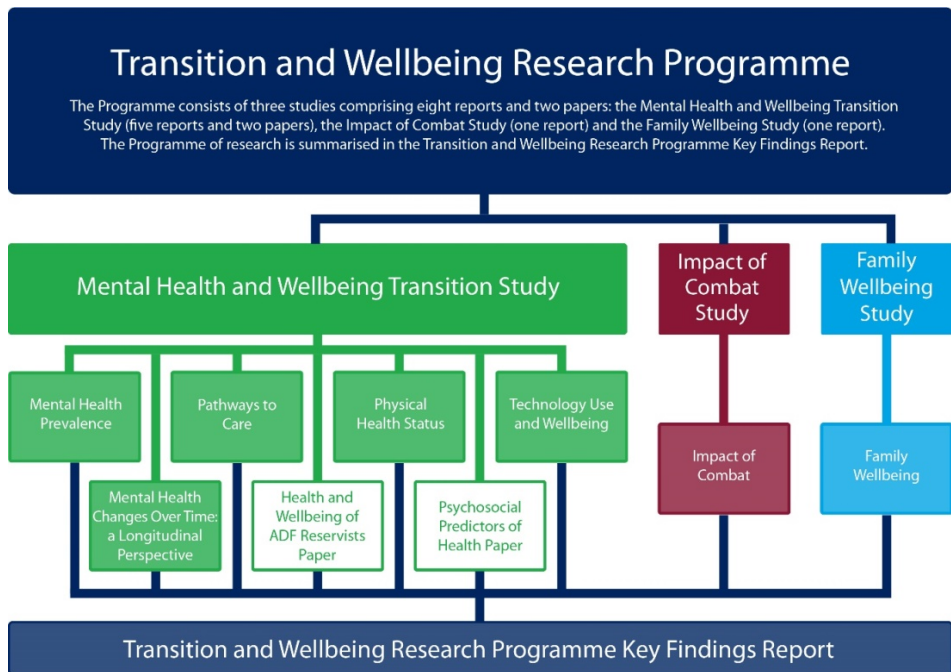 Transition and Wellbeing Research Programme
The Programme consists of three studies comprising eight reports and two papers: the Mental Health and Wellbeing Transition
Study (five reports and two papers), the Impact of Combat Study (one report) and the Family Wellbeing Study (one report).
The Programme of research is summarised in the Transition and Wellbeing Research Programme Key Findings Report.
Mental Health and Wellbeing Transition Study
Impact of
Combat
Study
Family
Wellbeing
Study
Mental Health
Prevalence
Pathways to
Care
Physical
Health Status
Technology Use
and Wellbeing
Impact of
Combat
Family
Wellbeing
Mental Health
Changes Over Time:
a Longitudinal
Perspective
Health and
Wellbeing of
ADF Reservists
Paper
Psychosocial
Predictors of
Health Paper
Transition and Wellbeing Research Programme Key Findings Report